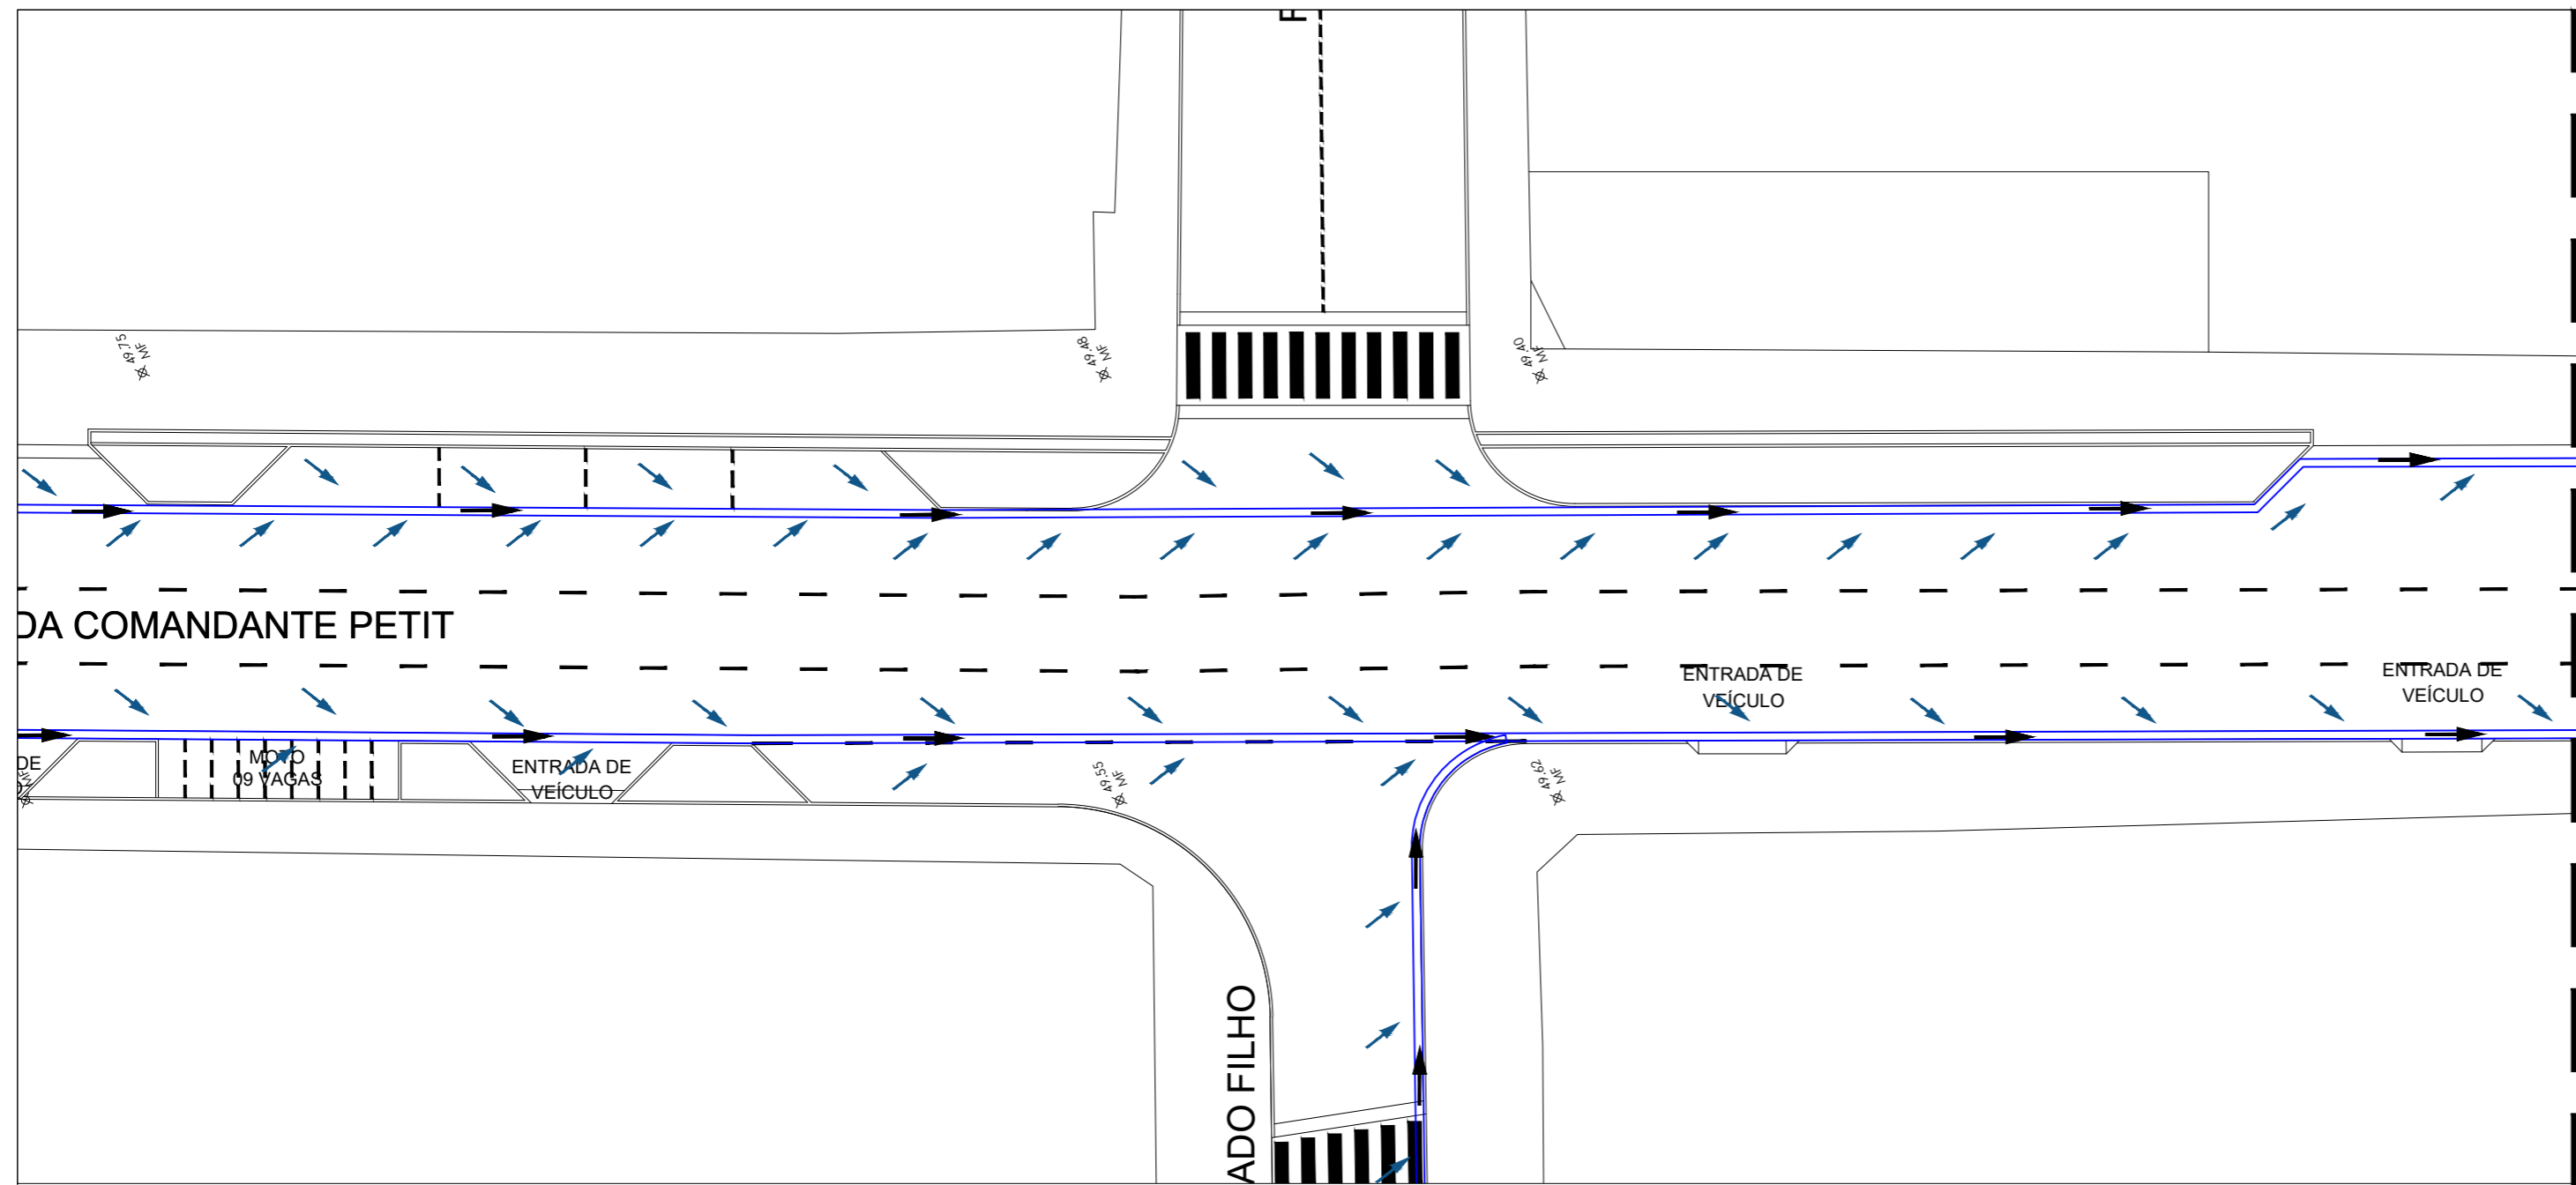 49.75
MF
49.48
MF
49.40
MF
DA COMANDANTE PETIT
ENTRADA DE
VEÍCULO
ENTRADA DE
VEÍCULO
DE
MF
MOTO
09 VAGAS
ENTRADA DE
VEÍCULO
49.55
MF
49.62
MF
ADO FILHO